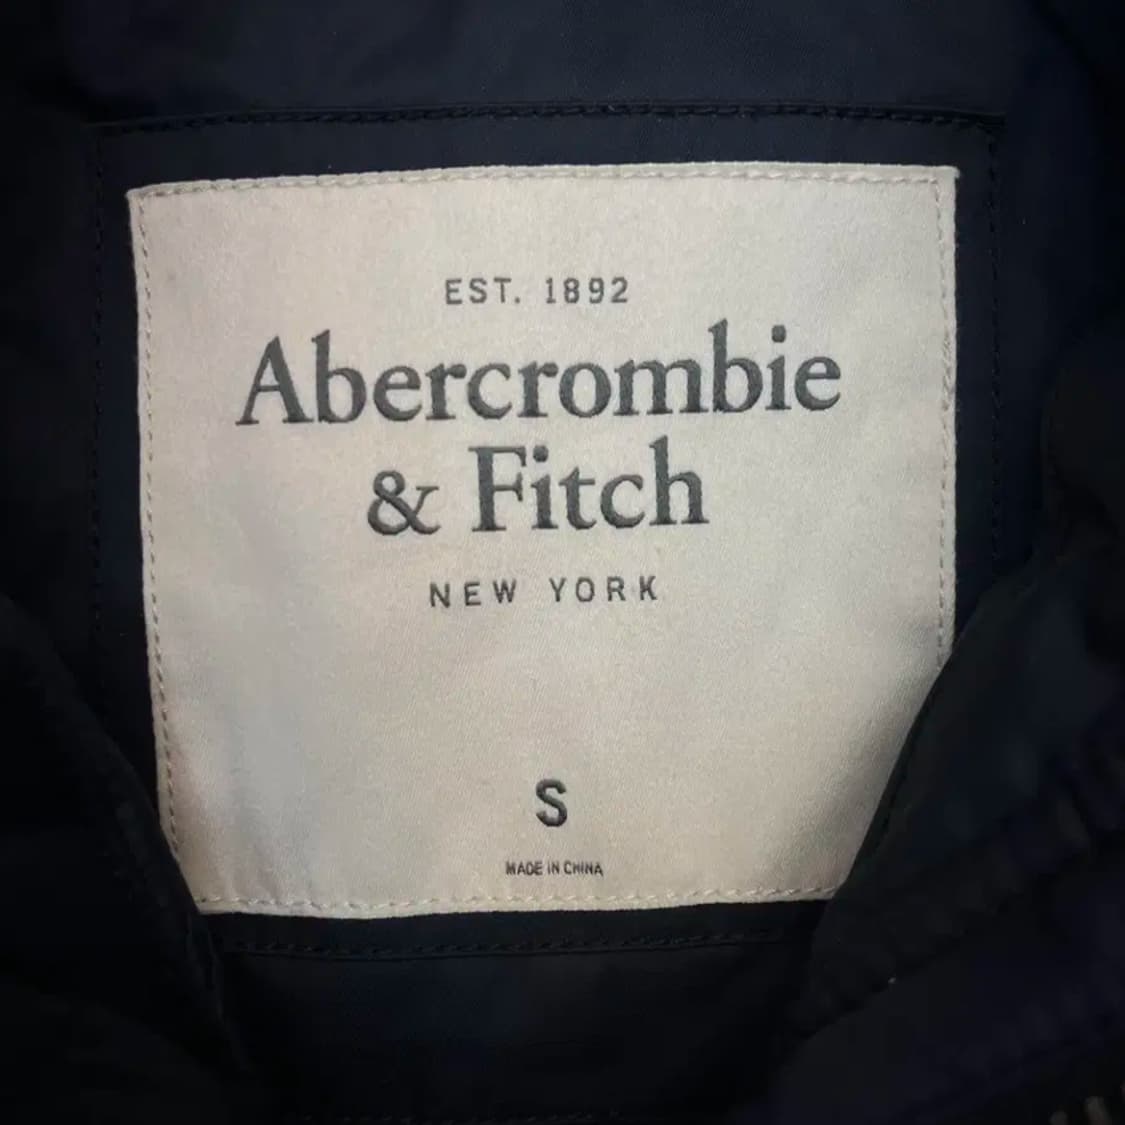 EST. 1892
Abercrombie
& Fitch
NEW YORK
S
MADE IN CHINA